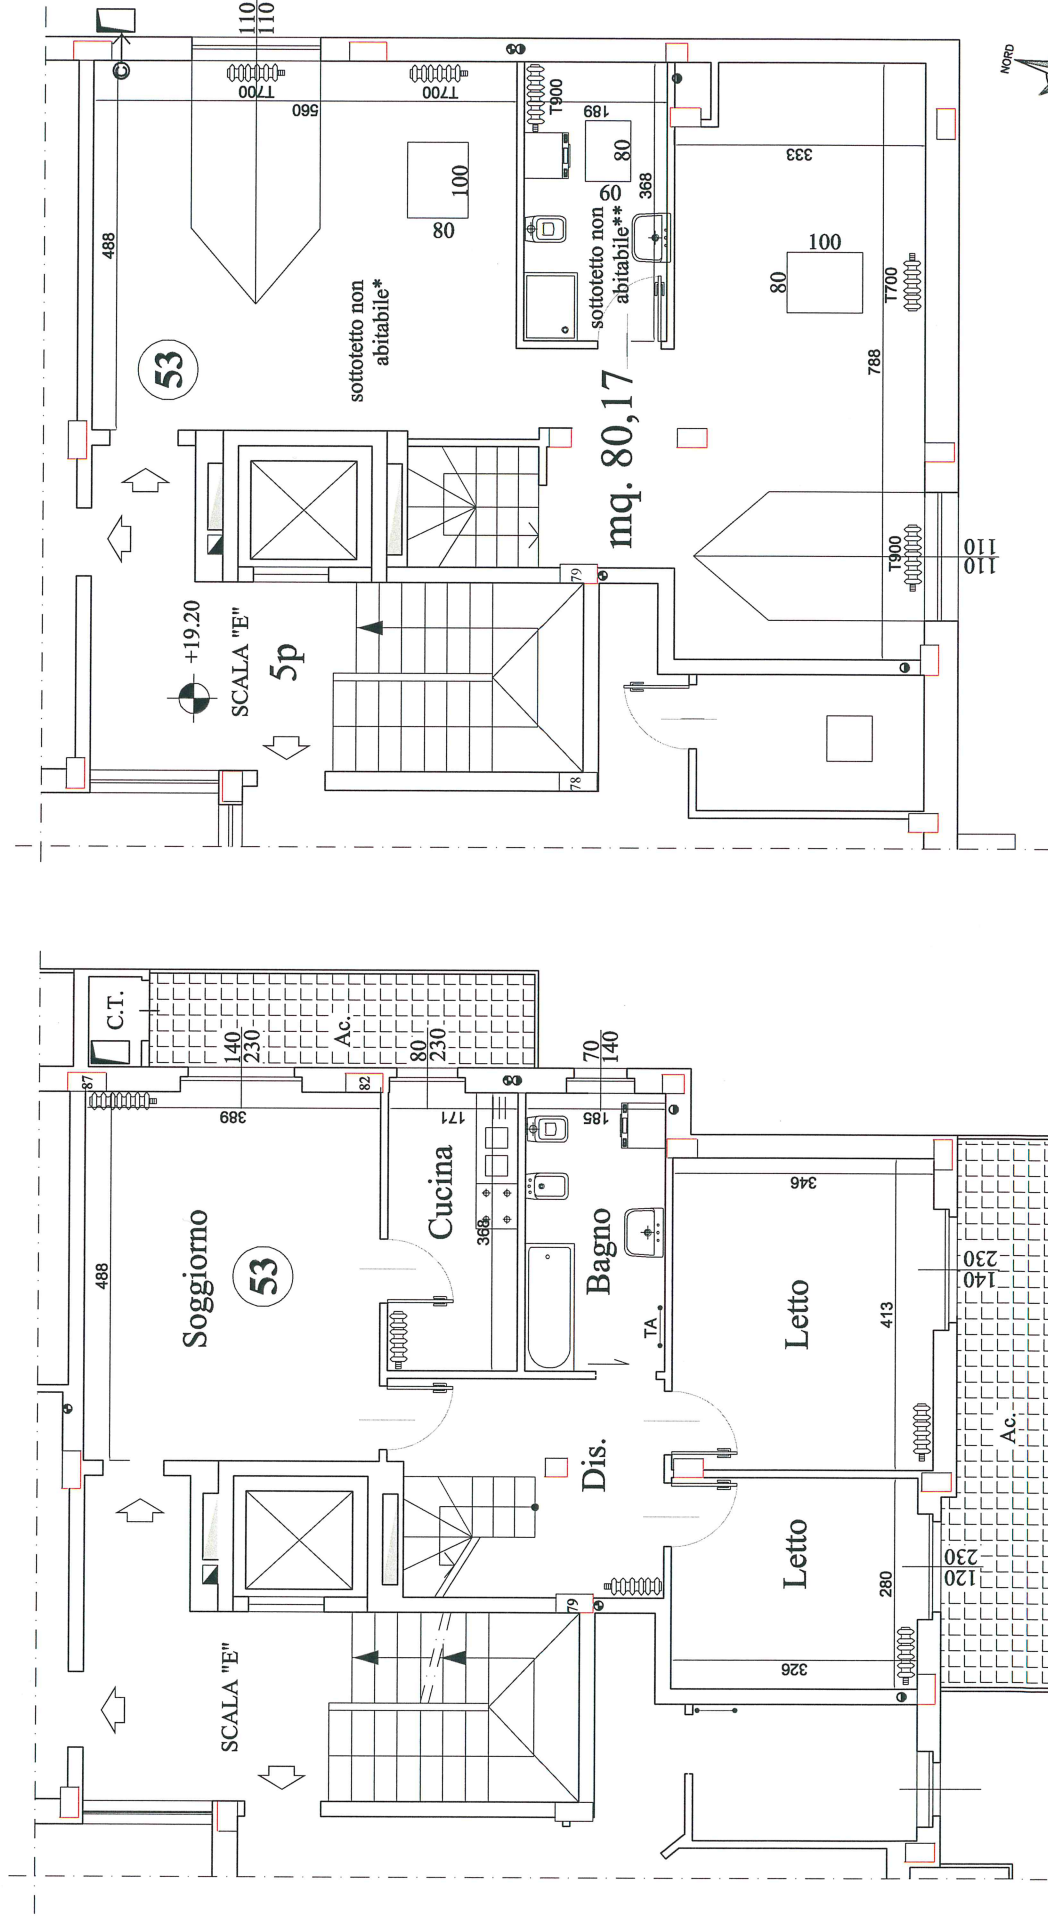 NORD
110
110
C
T700
T700
560
T900
189
80
60
368
333
488
100
80
sottotetto non
abitabile*
sottotetto non
abitabile**
100
80
T700
53
788
mq. 80,17
T900
110
110
79
+19.20
SCALA "E"
5p
78
C.T.
Ac.
140
230
80
230
70
140
87
82
389
171
185
488
Soggiorno
53
Cucina
368
Bagno
TA
346
413
Letto
140
230
Ac.
Dis.
Letto
280
326
120
230
79
SCALA "E"